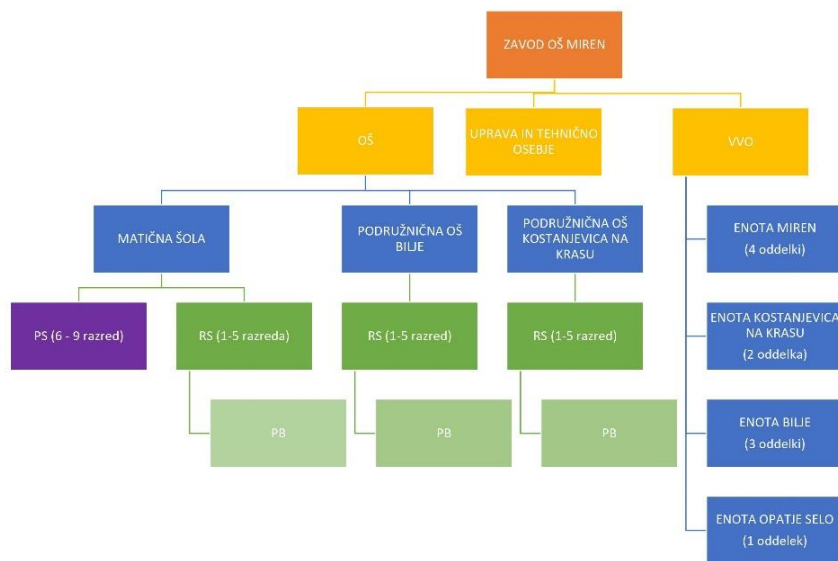 ZAVOD OŠ MIREN
OŠ
UPRAVA IN TEHNIČNO
OSEBJE
VVO
MATIČNA ŠOLA
PODRUŽNIČNA OŠ
BILJE
PODRUŽNIČNA OŠ
KOSTANJEVICA NA
KRASU
ENOTA MIREN
(4 oddelki)
PS (6 - 9 razred)
RS (1-5 razreda)
RS (1-5 razred)
RS (1-5 razred)
ENOTA KOSTANJEVICA
NA KRASU
(2 oddelka)
PB
PB
PB
ENOTA BILJE
(3 oddelki)
ENOTA OPATJE SELO
(1 oddelek)